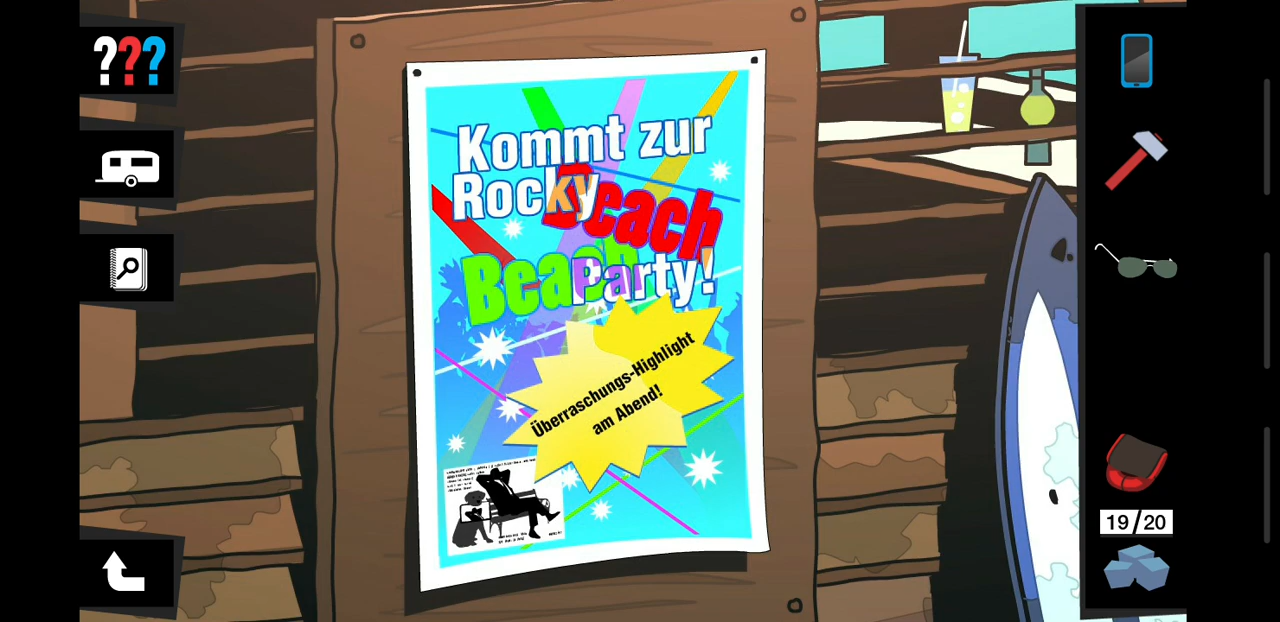 ???
Kommt zur
Rocky
Beach
Beach
Party!
Überraschungs-Highlight
am Abend!
19/20